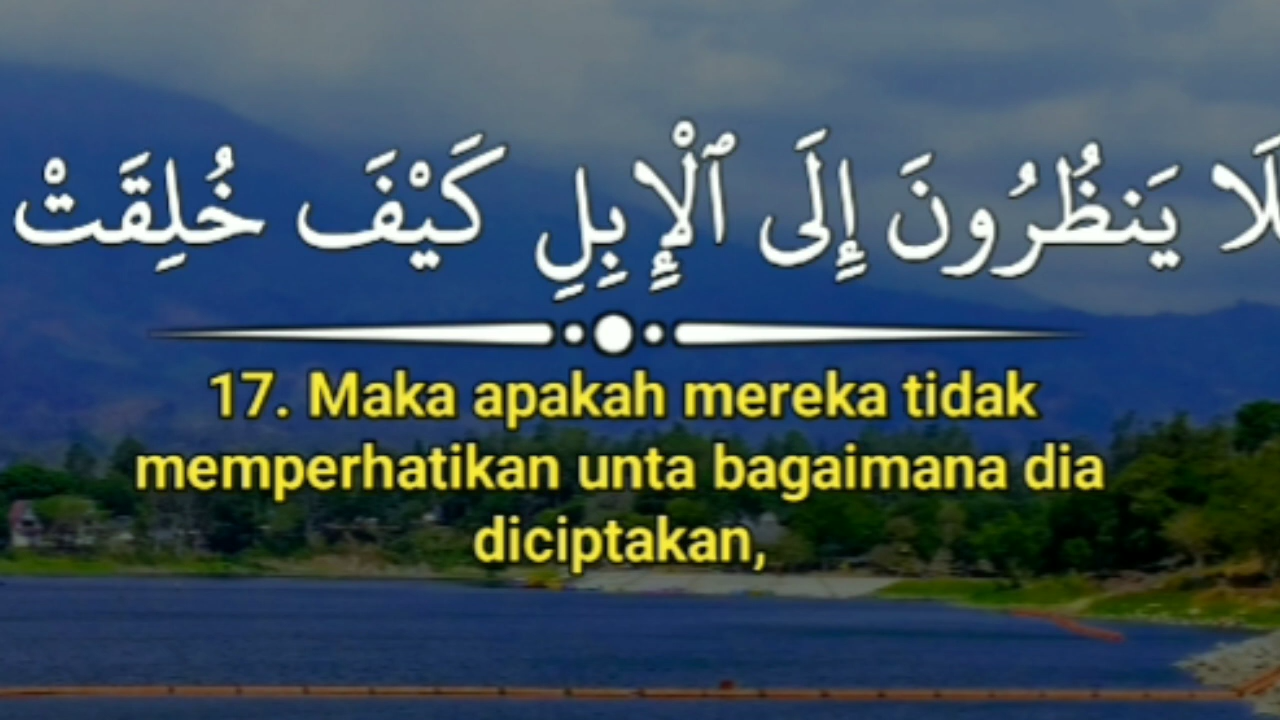 لَا يَنظُرُونَ إِلَى ٱلْإِبِلِ كَيْفَ خُلِقَتْ
17. Maka apakah mereka tidak
memperhatikan unta bagaimana dia
diciptakan,